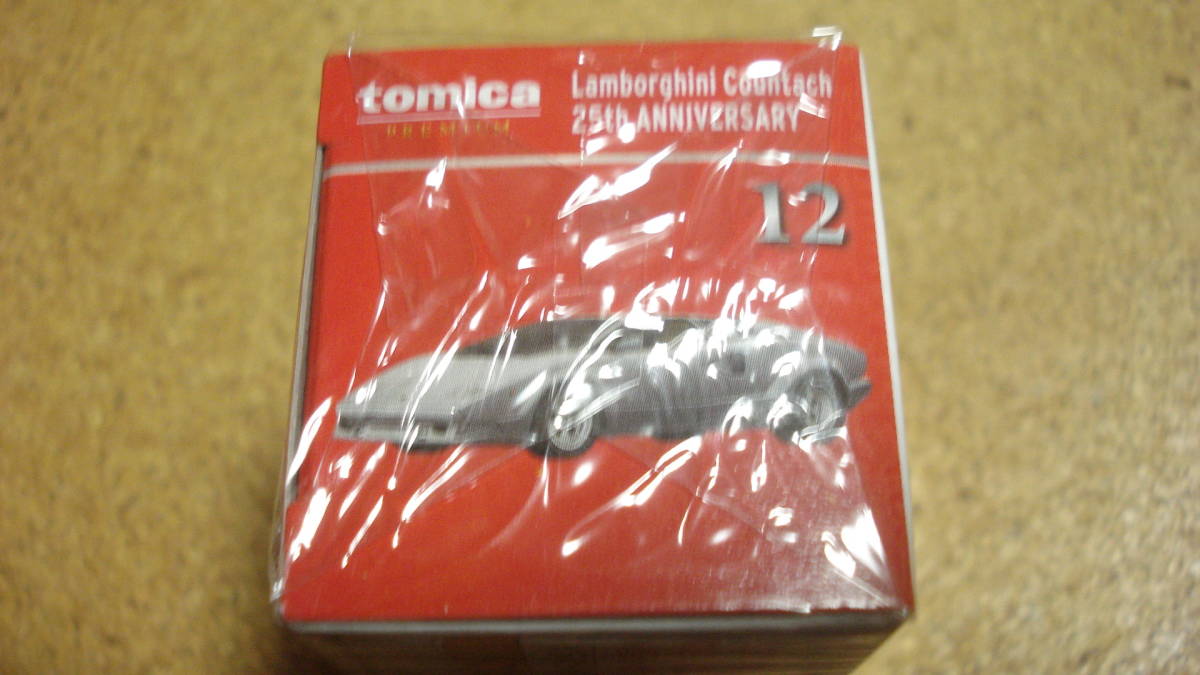 tomica
PREMIUM
Lamborghini Countach
25th ANNIVERSARY
12